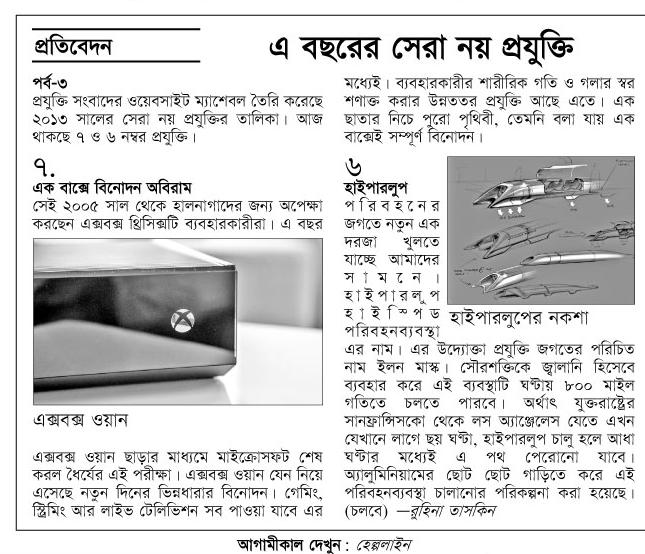 প্রতিবেদন
এ বছরের সেরা নয় প্রযুক্তি
পর্ব-৩
প্রযুক্তি সংবাদের ওয়েবসাইট ম্যাশেবল তৈরি করেছে
২০১৩ সালের সেরা নয় প্রযুক্তির তালিকা। আজ
থাকছে ৭ ও ৬ নম্বর প্রযুক্তি।
৭.
এক বাক্সে বিনোদন অবিরাম
সেই ২০০৫ সাল থেকে হালনাগাদের জন্য অপেক্ষা
করছেন এক্সবক্স থ্রিসিক্সটি ব্যবহারকারীরা। এ বছর
এক্সবক্স ওয়ান
এক্সবক্স ওয়ান ছাড়ার মাধ্যমে মাইক্রোসফট শেষ
করল ধৈর্যের এই পরীক্ষা। এক্সবক্স ওয়ান যেন নিয়ে
এসেছে নতুন দিনের ভিন্নধারার বিনোদন। গেমিং,
স্ট্রিমিং আর লাইভ টেলিভিশন সব পাওয়া যাবে এর
মধ্যেই। ব্যবহারকারীর শারীরিক গতি ও গলার স্বর
শণাক্ত করার উন্নততর প্রযুক্তি আছে এতে। এক
ছাতার নিচে পুরো পৃথিবী, তেমনি বলা যায় এক
বাক্সেই সম্পূর্ণ বিনোদন।
৬
হাইপারলুপ
পরিবহনের
জগতে নতুন এক
দরজা খুলতে
যাচ্ছে আমাদের
সামনে।
হাইপারলুপ
হাইস্পিড
পরিবহনব্যবস্থা
হাইপারলুপের নকশা
এর নাম। এর উদ্যোক্তা প্রযুক্তি জগতের পরিচিত
নাম ইলন মাস্ক। সৌরশক্তিকে জ্বালানি হিসেবে
ব্যবহার করে এই ব্যবস্থাটি ঘণ্টায় ৮০০ মাইল
গতিতে চলতে পারবে। অর্থাৎ যুক্তরাষ্ট্রের
সানফ্রান্সিসকো থেকে লস অ্যাঞ্জেলেস যেতে এখন
যেখানে লাগে ছয় ঘণ্টা, হাইপারলুপ চালু হলে আধা
ঘণ্টার মধ্যেই এ পথ পেরোনো যাবে।
অ্যালুমিনিয়ামের ছোট ছোট গাড়িতে করে এই
পরিবহনব্যবস্থা চালানোর পরিকল্পনা করা হয়েছে।
(চলবে) —রুহিনা তাসকিন
আগামীকাল দেখুন : হেল্পলাইন